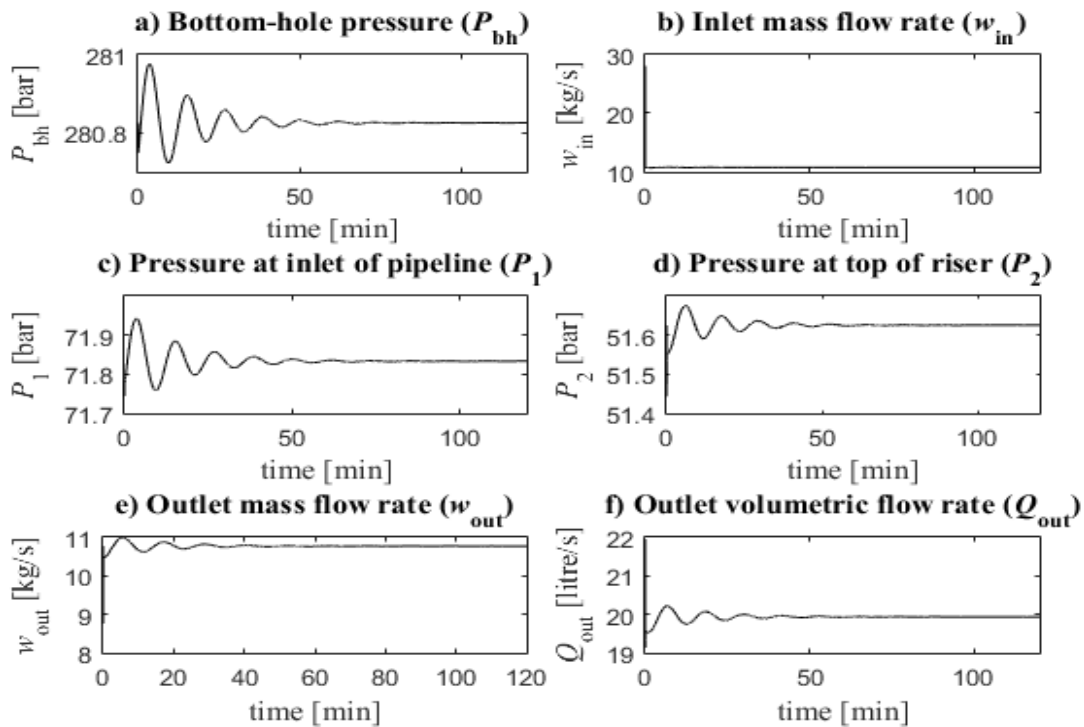 a) Bottom-hole pressure (Pbh)
281
280.8
Pbh [bar]
0 50 100
time [min]
b) Inlet mass flow rate (win)
30
20
10
win [kg/s]
0 50 100
time [min]
c) Pressure at inlet of pipeline (P1)
71.9
71.8
71.7
P1 [bar]
0 50 100
time [min]
d) Pressure at top of riser (P2)
51.6
51.5
51.4
P2 [bar]
0 50 100
time [min]
e) Outlet mass flow rate (wout)
11
10
9
8
wout [kg/s]
0 20 40 60 80 100 120
time [min]
f) Outlet volumetric flow rate (Qout)
22
21
20
19
Qout [litre/s]
0 50 100
time [min]